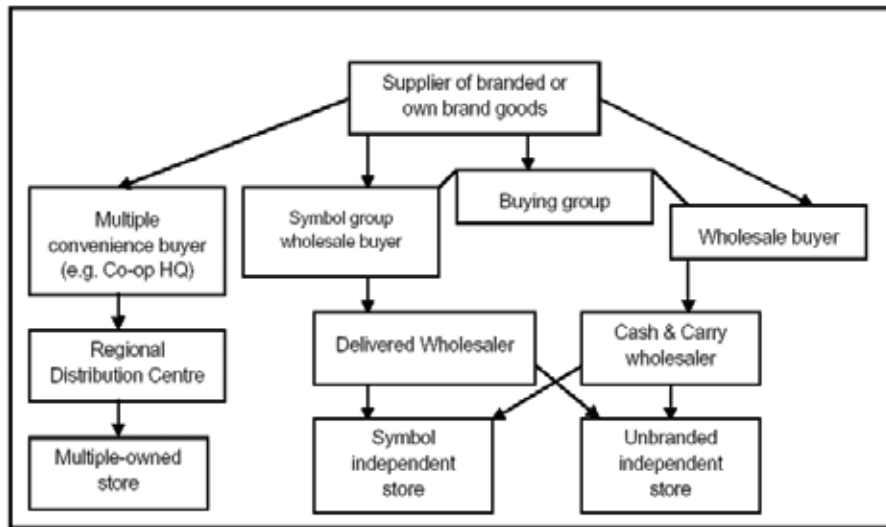 Supplier of branded or
own brand goods
Multiple
convenience buyer
(e.g. Co-op HQ)
Symbol group
wholesale buyer
Buying group
Wholesale buyer
Regional
Distribution Centre
Delivered Wholesaler
Cash & Carry
wholesaler
Multiple-owned
store
Symbol
independent
store
Unbranded
independent
store